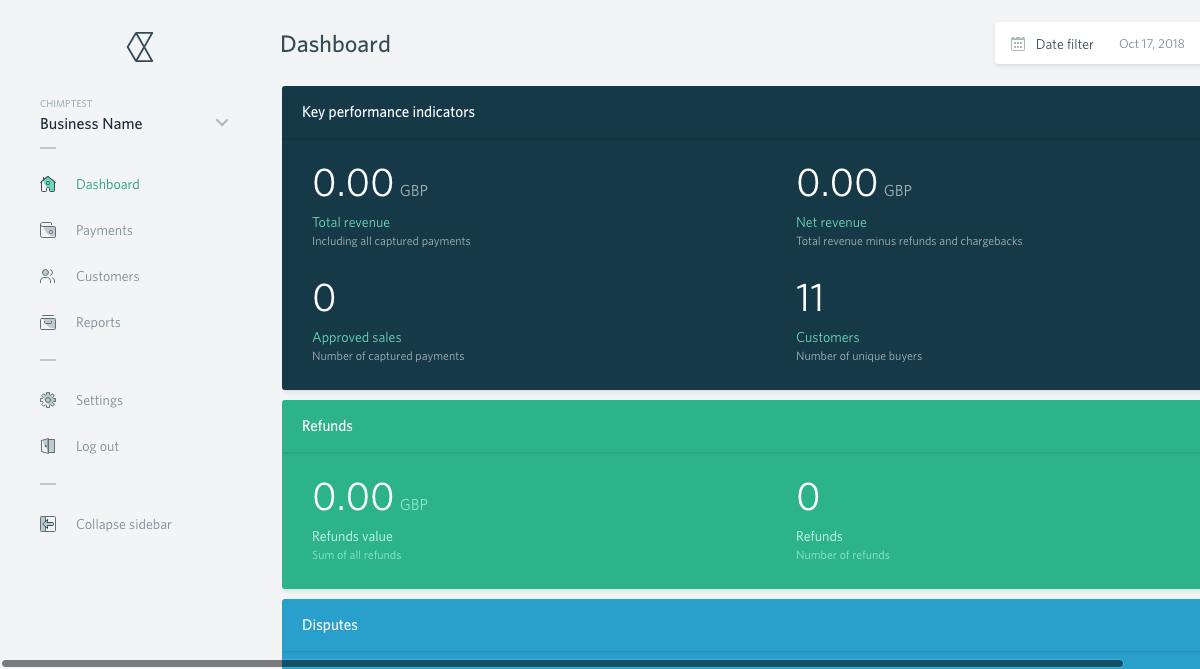 Dashboard
Date filter Oct 17, 2018
CHIMPTEST
Business Name
Dashboard
Payments
Customers
Reports
Settings
Log out
Collapse sidebar
Key performance indicators
0.00 GBP
Total revenue
Including all captured payments
0.00 GBP
Net revenue
Total revenue minus refunds and chargebacks
0
Approved sales
Number of captured payments
11
Customers
Number of unique buyers
Refunds
0.00 GBP
Refunds value
Sum of all refunds
0
Refunds
Number of refunds
Disputes